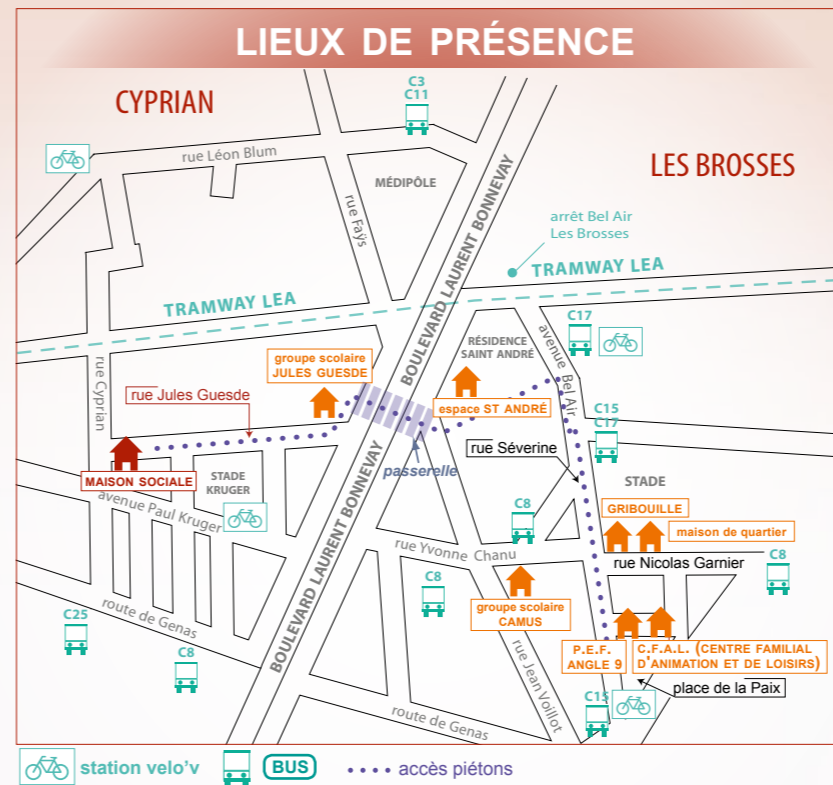 LIEUX DE PRÉSENCE
C3
C11
CYPRIAN
rue Léon Blum
MÉDIPÔLE
LES BROSSES
rue Faÿs
BOULEVARD LAURENT BONNEVAY
arrêt Bel Air
Les Brosses
TRAMWAY LEA
TRAMWAY LEA
C17
avenue Bel Air
RÉSIDENCE
SAINT ANDRÉ
groupe scolaire
JULES GUESDE
rue Cyprian
rue Jules Guesde
espace ST ANDRÉ
C15
C17
rue Séverine
passerelle
MAISON SOCIALE
STADE
KRUGER
STADE
avenue Paul Kruger
GRIBOUILLE
maison de quartier
C8
rue Yvonne Chanu
rue Nicolas Garnier
C8
C8
groupe scolaire
CAMUS
BOULEVARD LAURENT BONNEVAY
route de Genas
C25
C8
P.E.F.
ANGLE 9
C.F.A.L. (CENTRE FAMILIAL
D'ANIMATION ET DE LOISIRS)
rue Jean Voillot
place de la Paix
C15
route de Genas
station velo'v
BUS
accès piétons